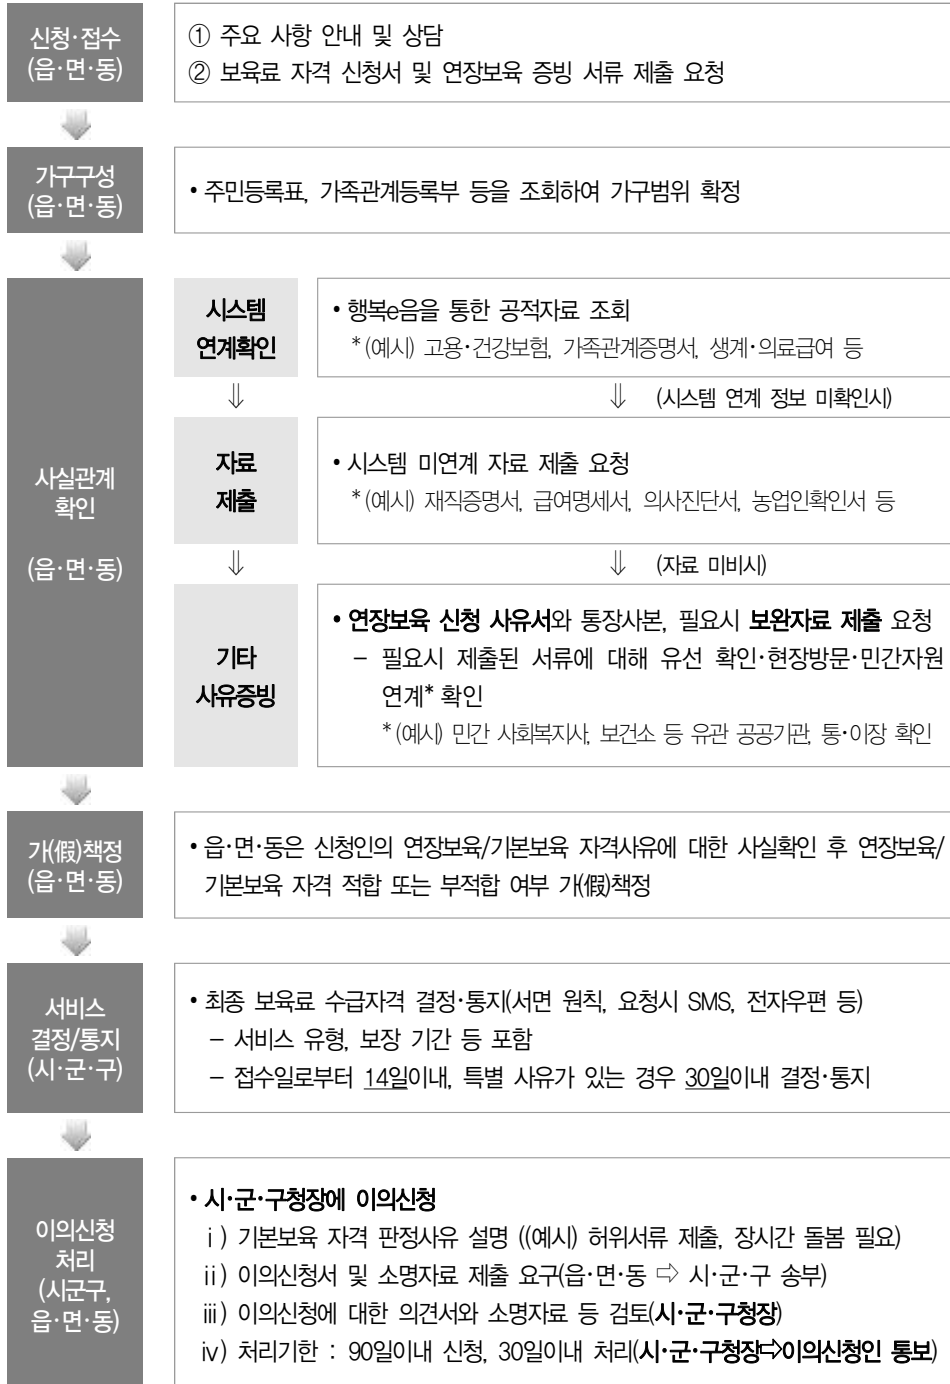 신청·접수
(읍·면·동)
① 주요 사항 안내 및 상담
② 보육료 자격 신청서 및 연장보육 증빙 서류 제출 요청
가구구성
(읍·면·동)
• 주민등록표, 가족관계등록부 등을 조회하여 가구범위 확정
사실관계
확인
(읍·면·동)
시스템
연계확인
• 행복e음을 통한 공적자료 조회
* (예시) 고용·건강보험, 가족관계증명서, 생계·의료급여 등
⇓ ⇓ (시스템 연계 정보 미확인시)
자료
제출
• 시스템 미연계 자료 제출 요청
* (예시) 재직증명서, 급여명세서, 의사진단서, 농업인확인서 등
⇓ ⇓ (자료 미비시)
기타
사유증빙
• 연장보육 신청 사유서와 통장사본, 필요시 보완자료 제출 요청
– 필요시 제출된 서류에 대해 유선 확인·현장방문·민간자원
연계* 확인
* (예시) 민간 사회복지사, 보건소 등 유관 공공기관, 통·이장 확인
가(假)책정
(읍·면·동)
• 읍·면·동은 신청인의 연장보육/기본보육 자격사유에 대한 사실확인 후 연장보육/
기본보육 자격 적합 또는 부적합 여부 가(假)책정
서비스
결정/통지
(시·군·구)
• 최종 보육료 수급자격 결정·통지(서면 원칙, 요청시 SMS, 전자우편 등)
– 서비스 유형, 보장 기간 등 포함
– 접수일로부터 14일이내, 특별 사유가 있는 경우 30일이내 결정·통지
이의신청
처리
(시군구,
읍·면·동)
• 시·군·구청장에 이의신청
ⅰ) 기본보육 자격 판정사유 설명 ((예시) 허위서류 제출, 장시간 돌봄 필요)
ⅱ) 이의신청서 및 소명자료 제출 요구(읍·면·동 ⇨ 시·군·구 송부)
ⅲ) 이의신청에 대한 의견서와 소명자료 등 검토(시·군·구청장)
ⅳ) 처리기한 : 90일이내 신청, 30일이내 처리(시·군·구청장⇨이의신청인 통보)